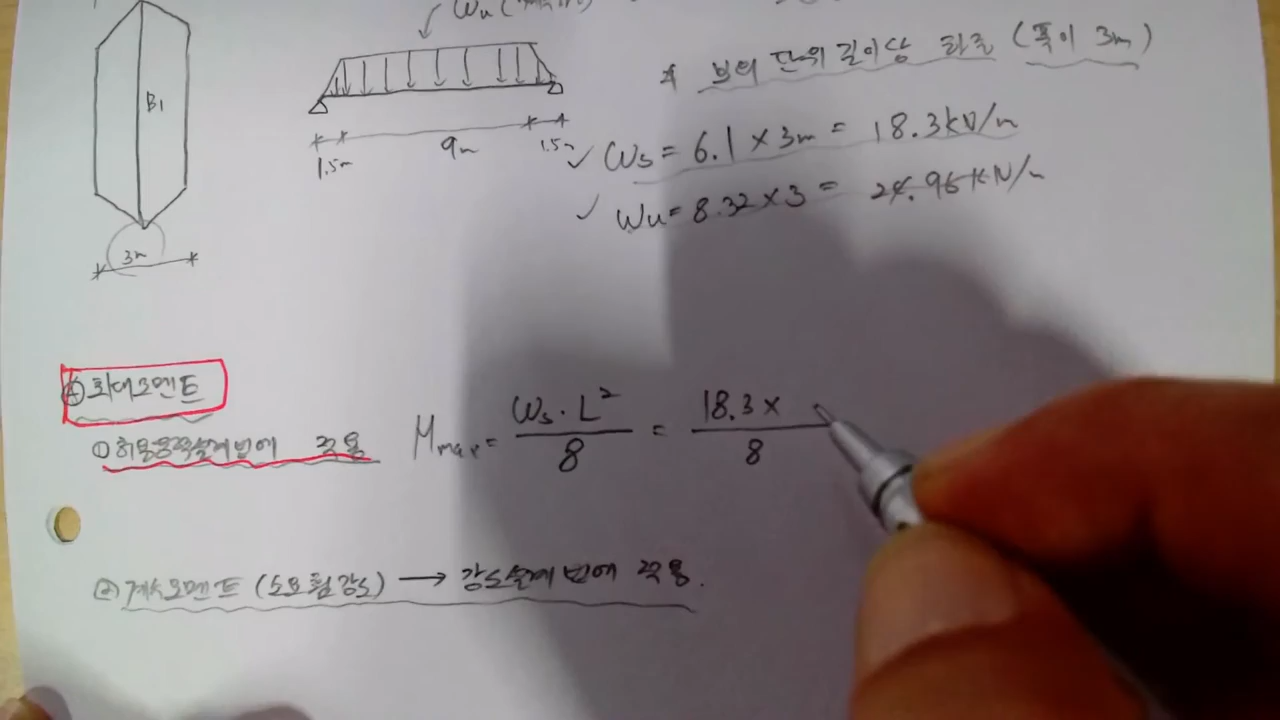 Wu (
* 보의 단위 길이당 하중 (폭이 3m)
B1
1.5m 9m 1.5m
✓ Ws = 6.1 × 3m = 18.3kN/m
✓ Wu = 8.32 × 3 = 24.96KN/m
3m
최대모멘트
① 허용응력설계법에 적용
Mmax = Ws · L² / 8 = 18.3 × / 8
② 계수모멘트 (소요휨강도) → 강도설계법에 적용.